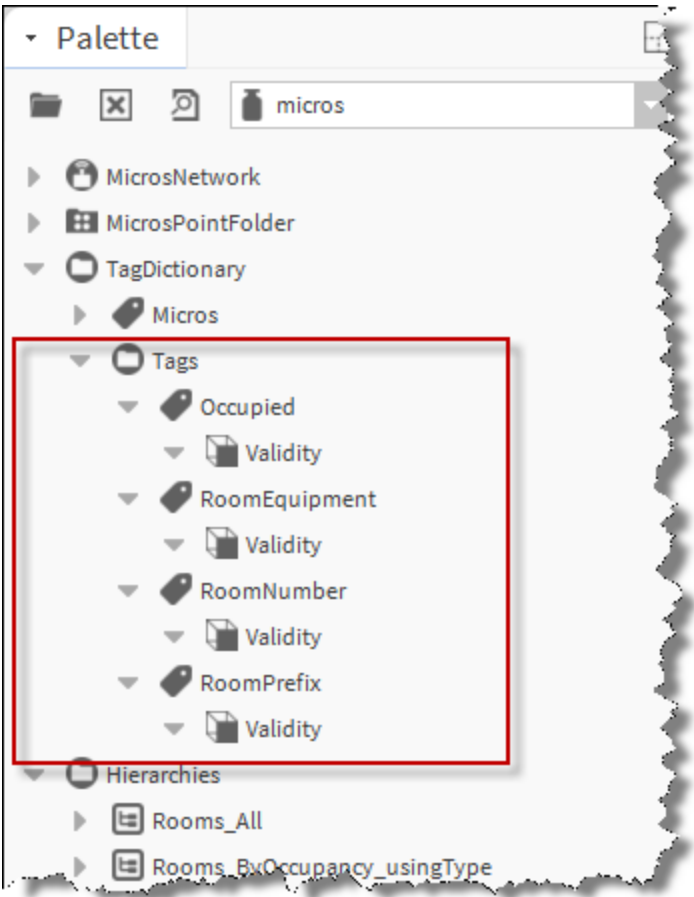 Palette
micros
MicrosNetwork
MicrosPointFolder
TagDictionary
Micros
Tags
Occupied
Validity
RoomEquipment
Validity
RoomNumber
Validity
RoomPrefix
Validity
Hierarchies
Rooms_All
Rooms_ByOccupancy_usingType